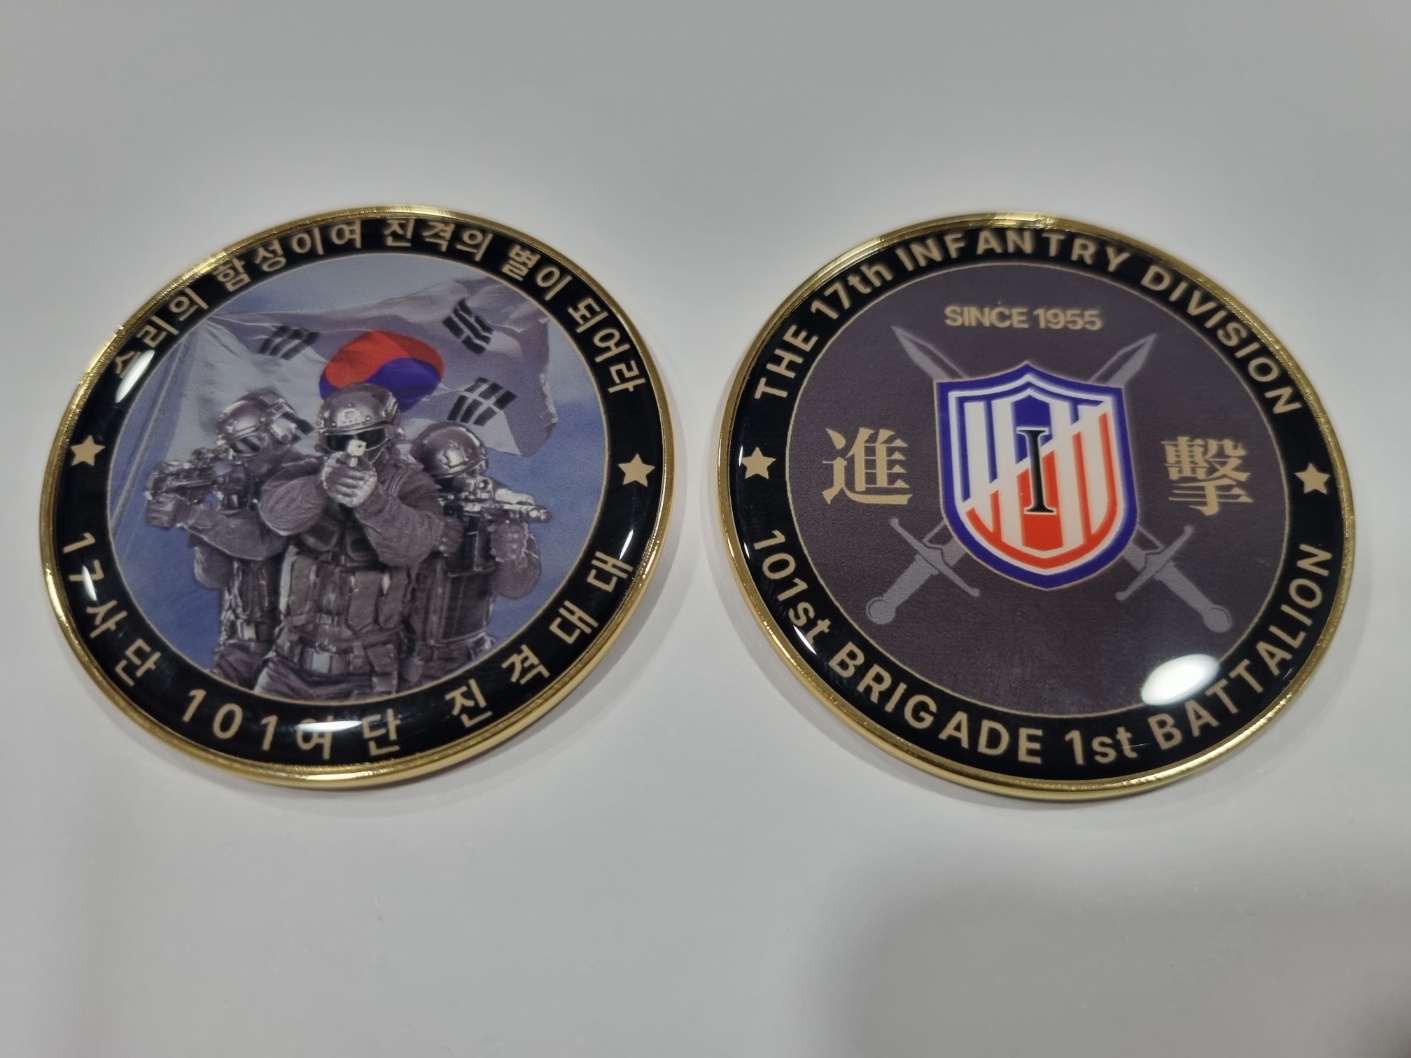 승리의 함성이여 진격의 별이 되어라
17사단 101여단 진격대대
THE 17th INFANTRY DIVISION
SINCE 1955
進 擊
I
101st BRIGADE 1st BATTALION